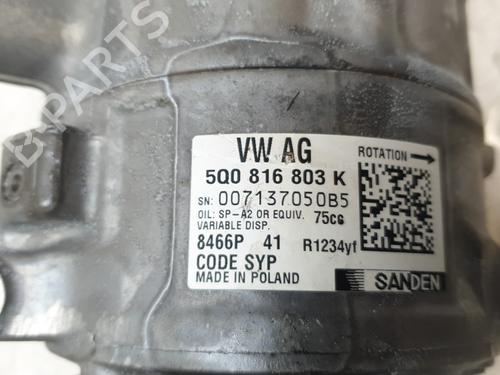 VW AG
ROTATION
5Q0 816 803 K
SN: 007137050B5
OIL: SP-A2 OR EQUIV. 75cc
VARIABLE DISP.
8466P 41 R1234yf
CODE SYP
MADE IN POLAND
SANDEN